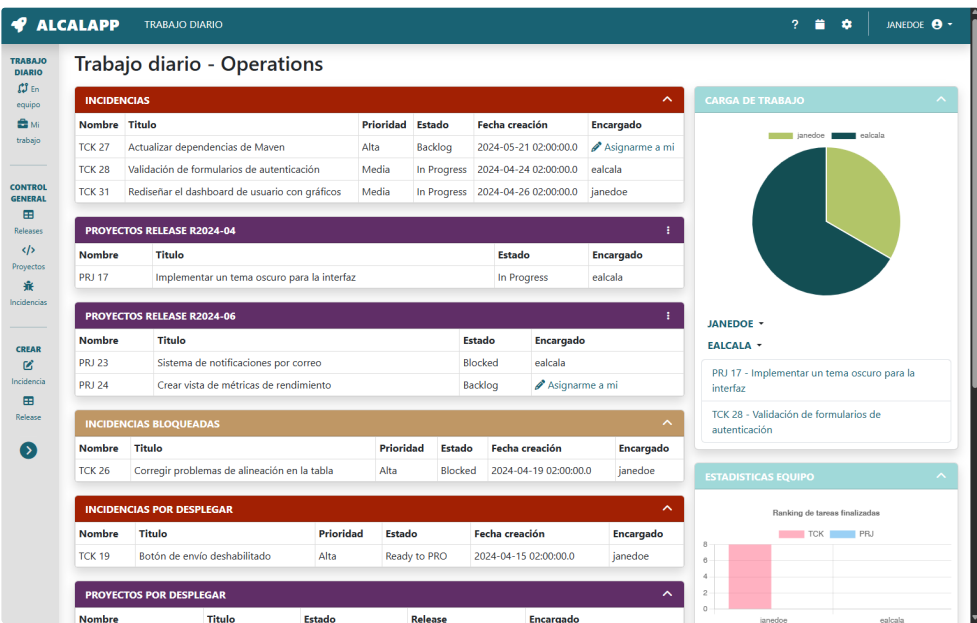 ALCALAPP TRABAJO DIARIO ? JANEDOE
TRABAJO
DIARIO
En
equipo
Mi
trabajo
CONTROL
GENERAL
Releases
Proyectos
Incidencias
CREAR
Incidencia
Release
Trabajo diario - Operations
INCIDENCIAS
Nombre Titulo Prioridad Estado Fecha creación Encargado
TCK 27 Actualizar dependencias de Maven Alta Backlog 2024-05-21 02:00:00.0 Asignarme a mi
TCK 28 Validación de formularios de autenticación Media In Progress 2024-04-24 02:00:00.0 ealcala
TCK 31 Rediseñar el dashboard de usuario con gráficos Media In Progress 2024-04-26 02:00:00.0 janedoe
PROYECTOS RELEASE R2024-04
Nombre Titulo Estado Encargado
PRJ 17 Implementar un tema oscuro para la interfaz In Progress ealcala
PROYECTOS RELEASE R2024-06
Nombre Titulo Estado Encargado
PRJ 23 Sistema de notificaciones por correo Blocked ealcala
PRJ 24 Crear vista de métricas de rendimiento Backlog Asignarme a mi
INCIDENCIAS BLOQUEADAS
Nombre Titulo Prioridad Estado Fecha creación Encargado
TCK 26 Corregir problemas de alineación en la tabla Alta Blocked 2024-04-19 02:00:00.0 janedoe
INCIDENCIAS POR DESPLEGAR
Nombre Titulo Prioridad Estado Fecha creación Encargado
TCK 19 Botón de envío deshabilitado Alta Ready to PRO 2024-04-15 02:00:00.0 janedoe
PROYECTOS POR DESPLEGAR
Nombre Titulo Estado Release Encargado
CARGA DE TRABAJO
janedoe ealcala
JANEDOE
EALCALA
PRJ 17 - Implementar un tema oscuro para la
interfaz
TCK 28 - Validación de formularios de
autenticación
ESTADISTICAS EQUIPO
Ranking de tareas finalizadas
TCK PRJ
8
6
4
2
0
janedoe ealcala